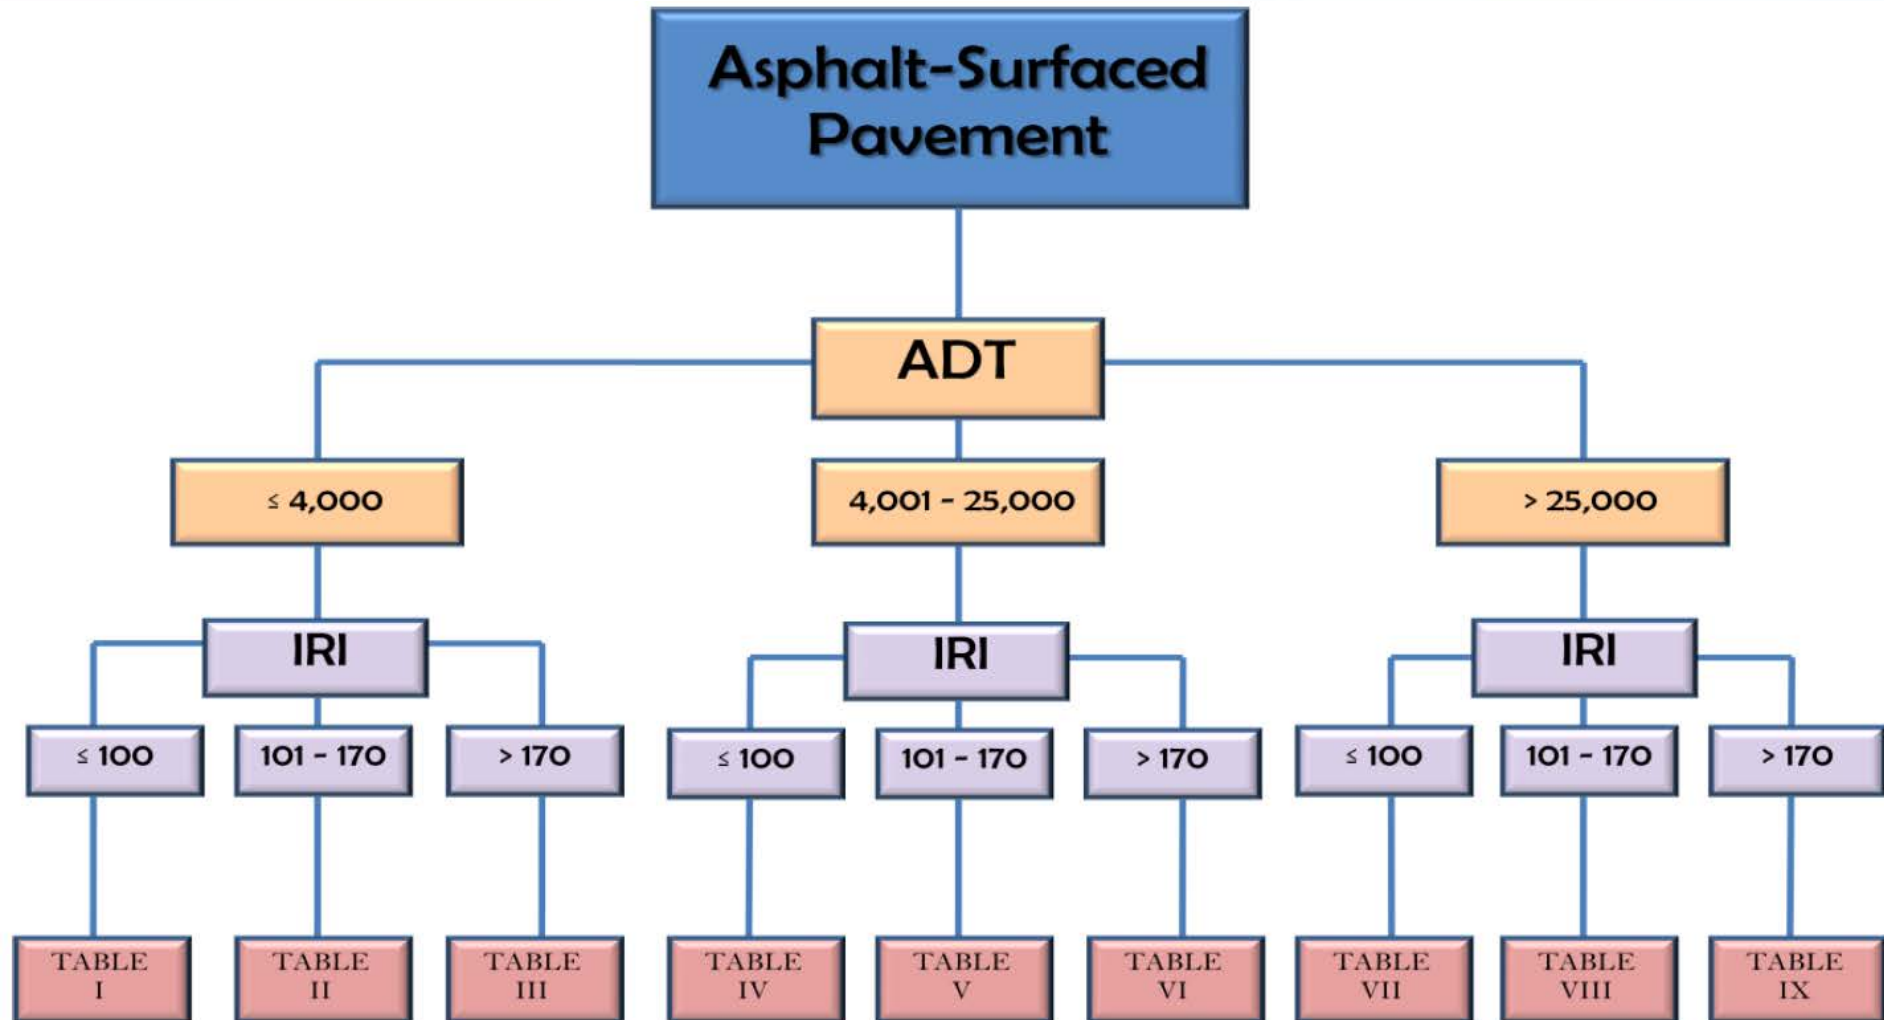 Asphalt-Surfaced
Pavement
ADT
≤ 4,000
4,001 - 25,000
> 25,000
IRI
IRI
IRI
≤ 100
101 - 170
> 170
≤ 100
101 - 170
> 170
≤ 100
101 - 170
> 170
TABLE
I
TABLE
II
TABLE
III
TABLE
IV
TABLE
V
TABLE
VI
TABLE
VII
TABLE
VIII
TABLE
IX